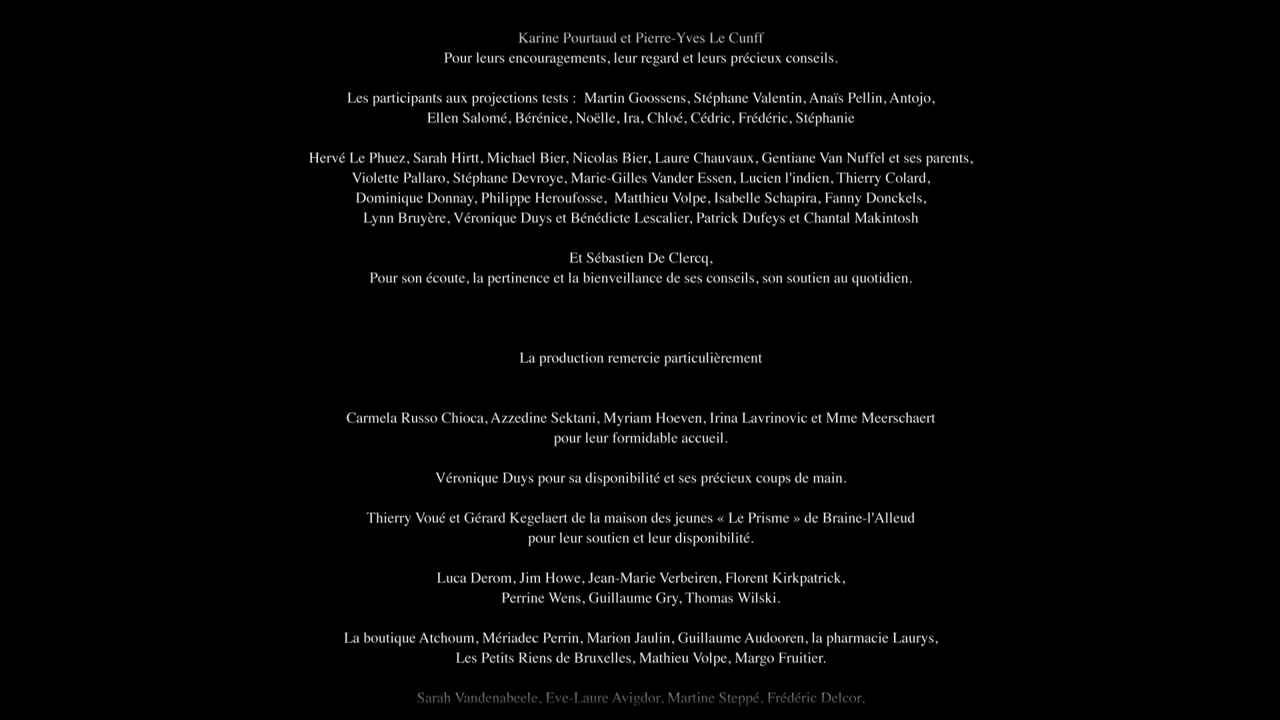 Karine Pourtaud et Pierre-Yves Le Cunff
Pour leurs encouragements, leur regard et leurs précieux conseils.
Les participants aux projections tests :  Martin Goossens, Stéphane Valentin, Anaïs Pellin, Antojo,
Ellen Salomé, Bérénice, Noëlle, Ira, Chloé, Cédric, Frédéric, Stéphanie
Hervé Le Phuez, Sarah Hirtt, Michael Bier, Nicolas Bier, Laure Chauvaux, Gentiane Van Nuffel et ses parents,
Violette Pallaro, Stéphane Devroye, Marie-Gilles Vander Essen, Lucien l'indien, Thierry Colard,
Dominique Donnay, Philippe Heroufosse,  Matthieu Volpe, Isabelle Schapira, Fanny Donckels,
Lynn Bruyère, Véronique Duys et Bénédicte Lescalier, Patrick Dufeys et Chantal Makintosh
Et Sébastien De Clercq,
Pour son écoute, la pertinence et la bienveillance de ses conseils, son soutien au quotidien.
La production remercie particulièrement
Carmela Russo Chioca, Azzedine Sektani, Myriam Hoeven, Irina Lavrinovic et Mme Meerschaert
pour leur formidable accueil.
Véronique Duys pour sa disponibilité et ses précieux coups de main.
Thierry Voué et Gérard Kegelaert de la maison des jeunes « Le Prisme » de Braine-l'Alleud
pour leur soutien et leur disponibilité.
Luca Derom, Jim Howe, Jean-Marie Verbeiren, Florent Kirkpatrick,
Perrine Wens, Guillaume Gry, Thomas Wilski.
La boutique Atchoum, Mériadec Perrin, Marion Jaulin, Guillaume Audooren, la pharmacie Laurys,
Les Petits Riens de Bruxelles, Mathieu Volpe, Margo Fruitier.
Sarah Vandenabeele, Eve-Laure Avigdor, Martine Steppé, Frédéric Delcor,